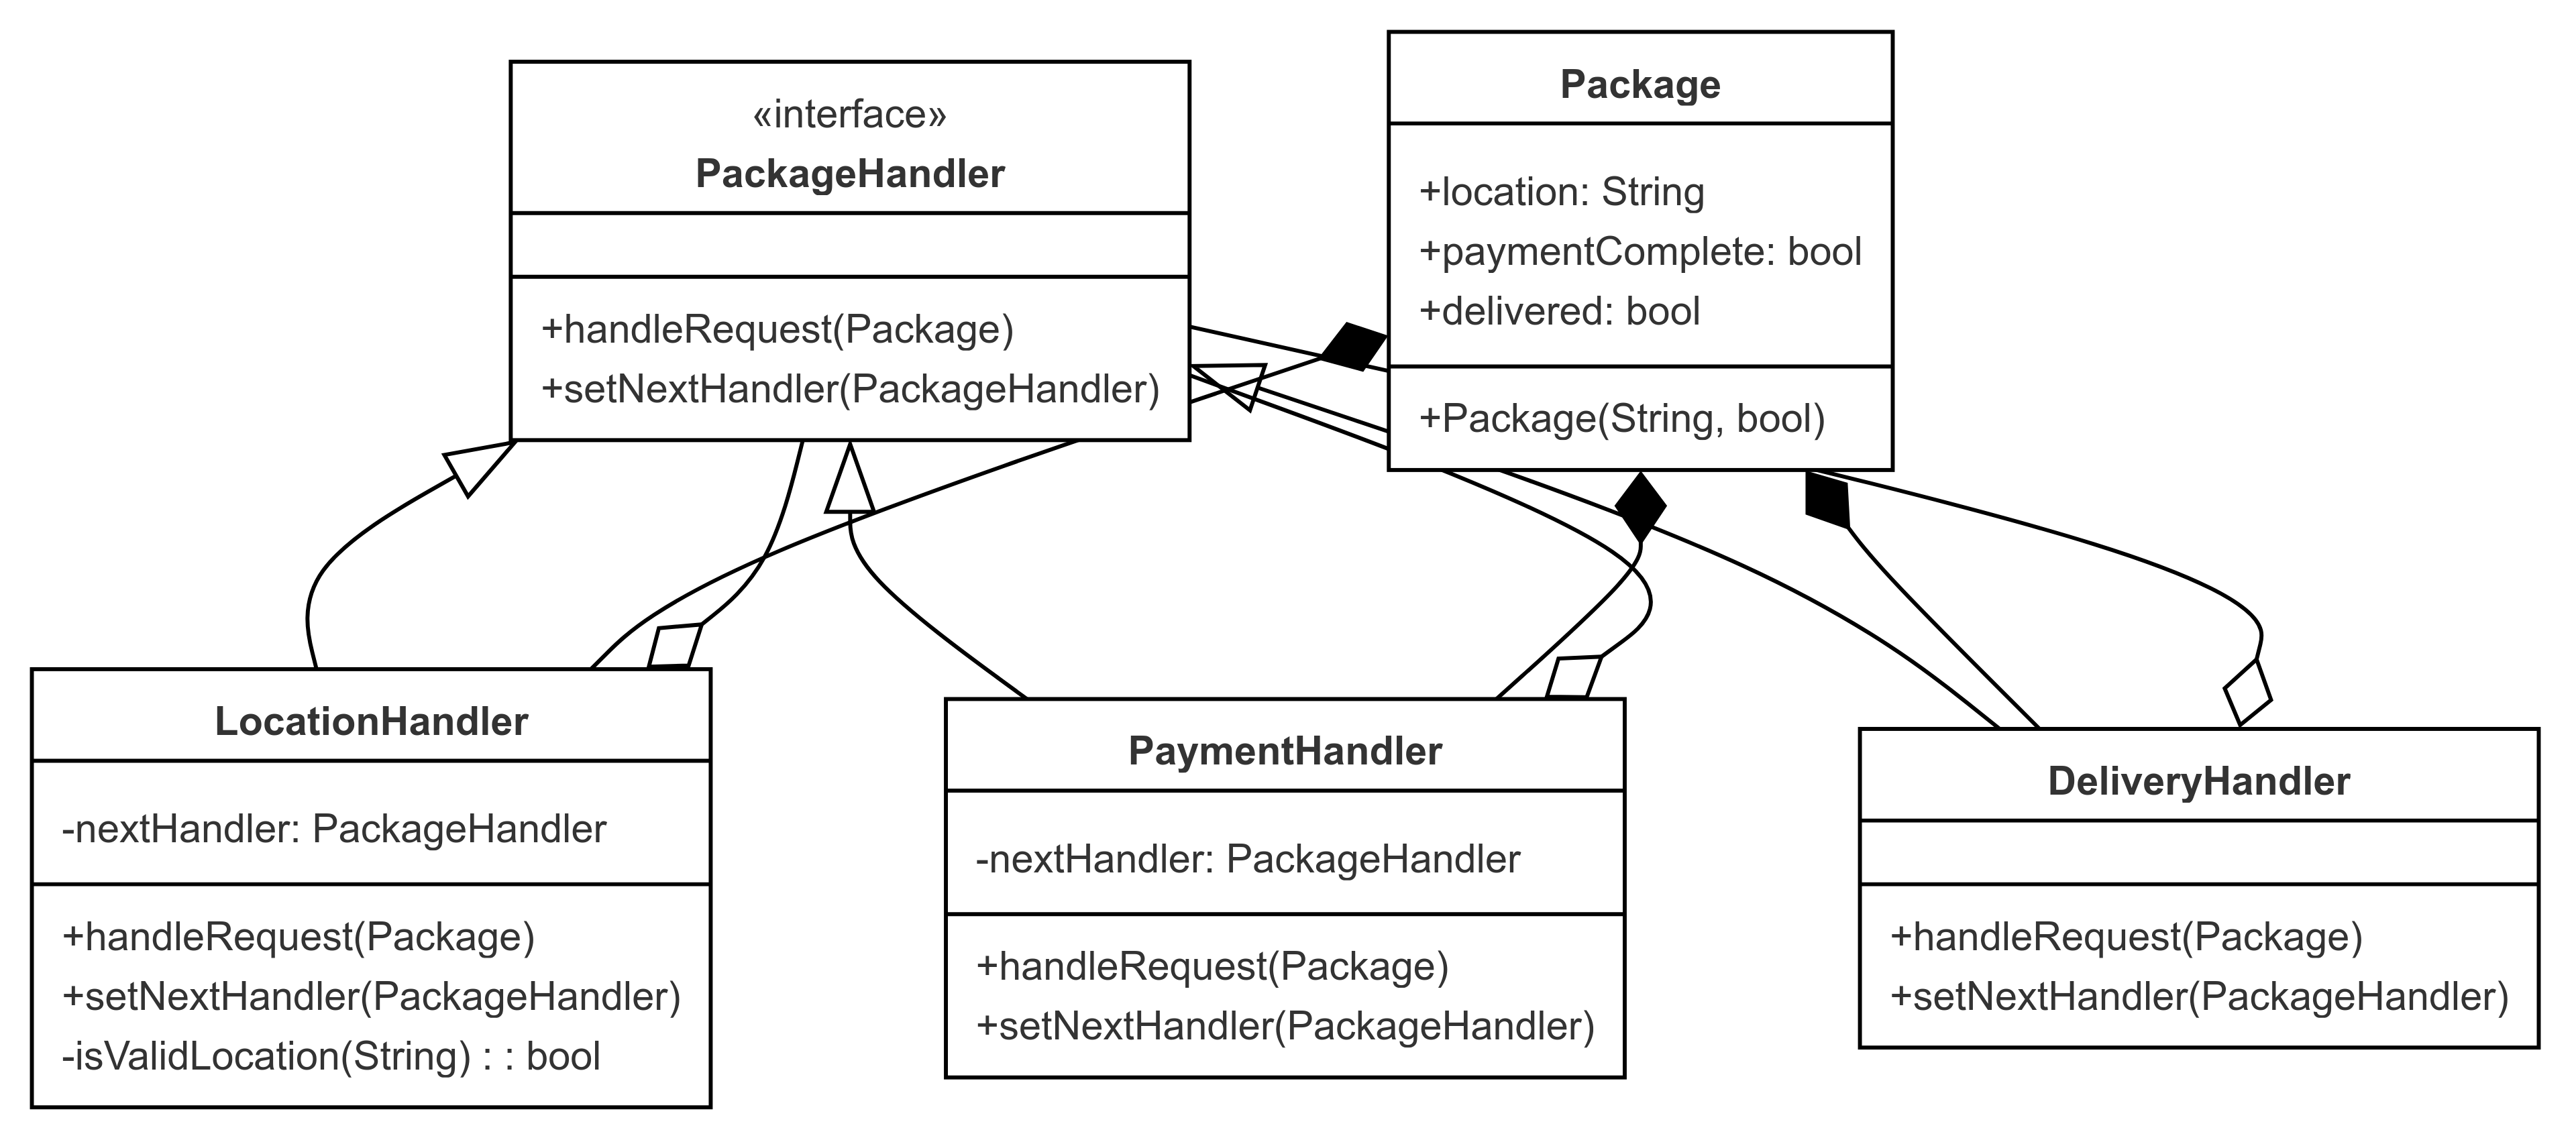 «interface»
PackageHandler
+handleRequest(Package)
+setNextHandler(PackageHandler)
Package
+location: String
+paymentComplete: bool
+delivered: bool
+Package(String, bool)
LocationHandler
-nextHandler: PackageHandler
+handleRequest(Package)
+setNextHandler(PackageHandler)
-isValidLocation(String) : : bool
PaymentHandler
-nextHandler: PackageHandler
+handleRequest(Package)
+setNextHandler(PackageHandler)
DeliveryHandler
+handleRequest(Package)
+setNextHandler(PackageHandler)